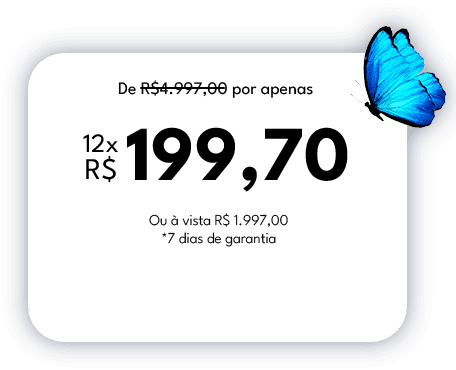 De R$4.997,00 por apenas
12x
R$ 199,70
Ou à vista R$ 1.997,00
*7 dias de garantia